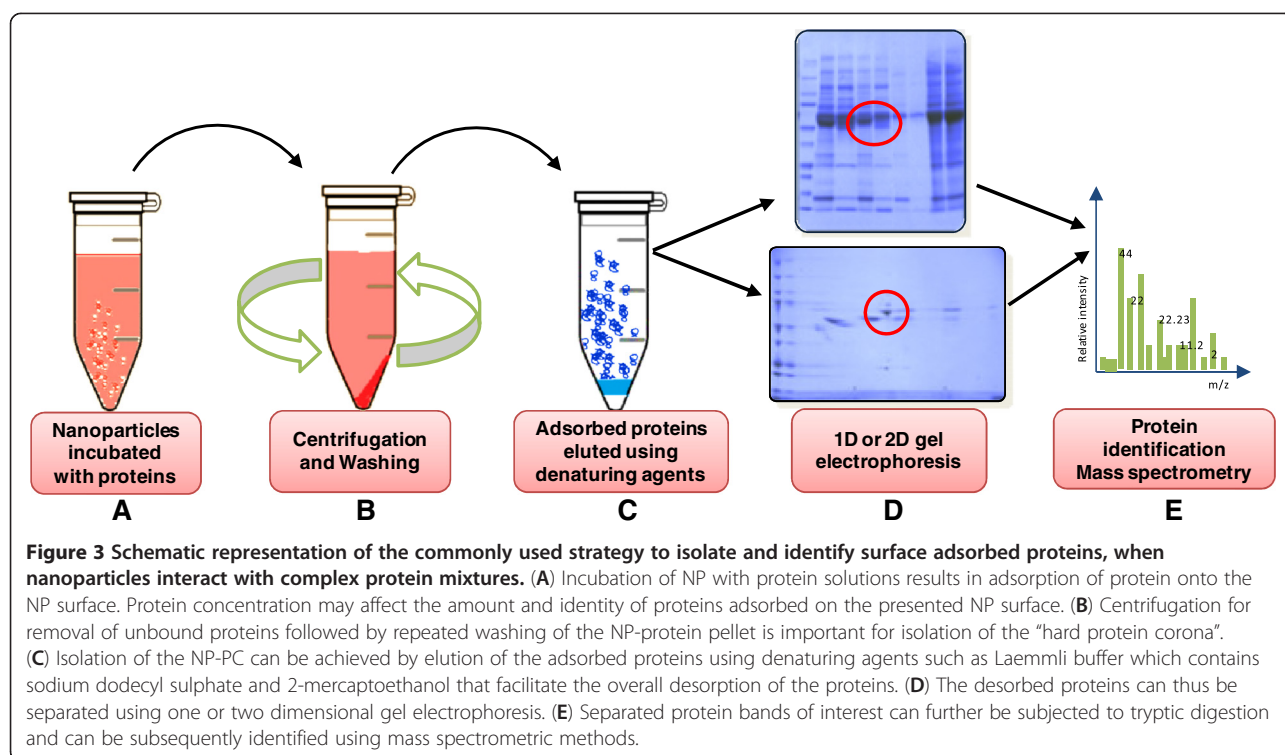 Nanoparticles
incubated
with proteins
A
Centrifugation
and Washing
B
Adsorbed proteins
eluted using
denaturing agents
C
1D or 2D gel
electrophoresis
D
Relative intensity
44
22
22.23
11.2
2
m/z
Protein
identification
Mass spectrometry
E
Figure 3 Schematic representation of the commonly used strategy to isolate and identify surface adsorbed proteins, when
nanoparticles interact with complex protein mixtures. (A) Incubation of NP with protein solutions results in adsorption of protein onto the
NP surface. Protein concentration may affect the amount and identity of proteins adsorbed on the presented NP surface. (B) Centrifugation for
removal of unbound proteins followed by repeated washing of the NP-protein pellet is important for isolation of the “hard protein corona”.
(C) Isolation of the NP-PC can be achieved by elution of the adsorbed proteins using denaturing agents such as Laemmli buffer which contains
sodium dodecyl sulphate and 2-mercaptoethanol that facilitate the overall desorption of the proteins. (D) The desorbed proteins can thus be
separated using one or two dimensional gel electrophoresis. (E) Separated protein bands of interest can further be subjected to tryptic digestion
and can be subsequently identified using mass spectrometric methods.